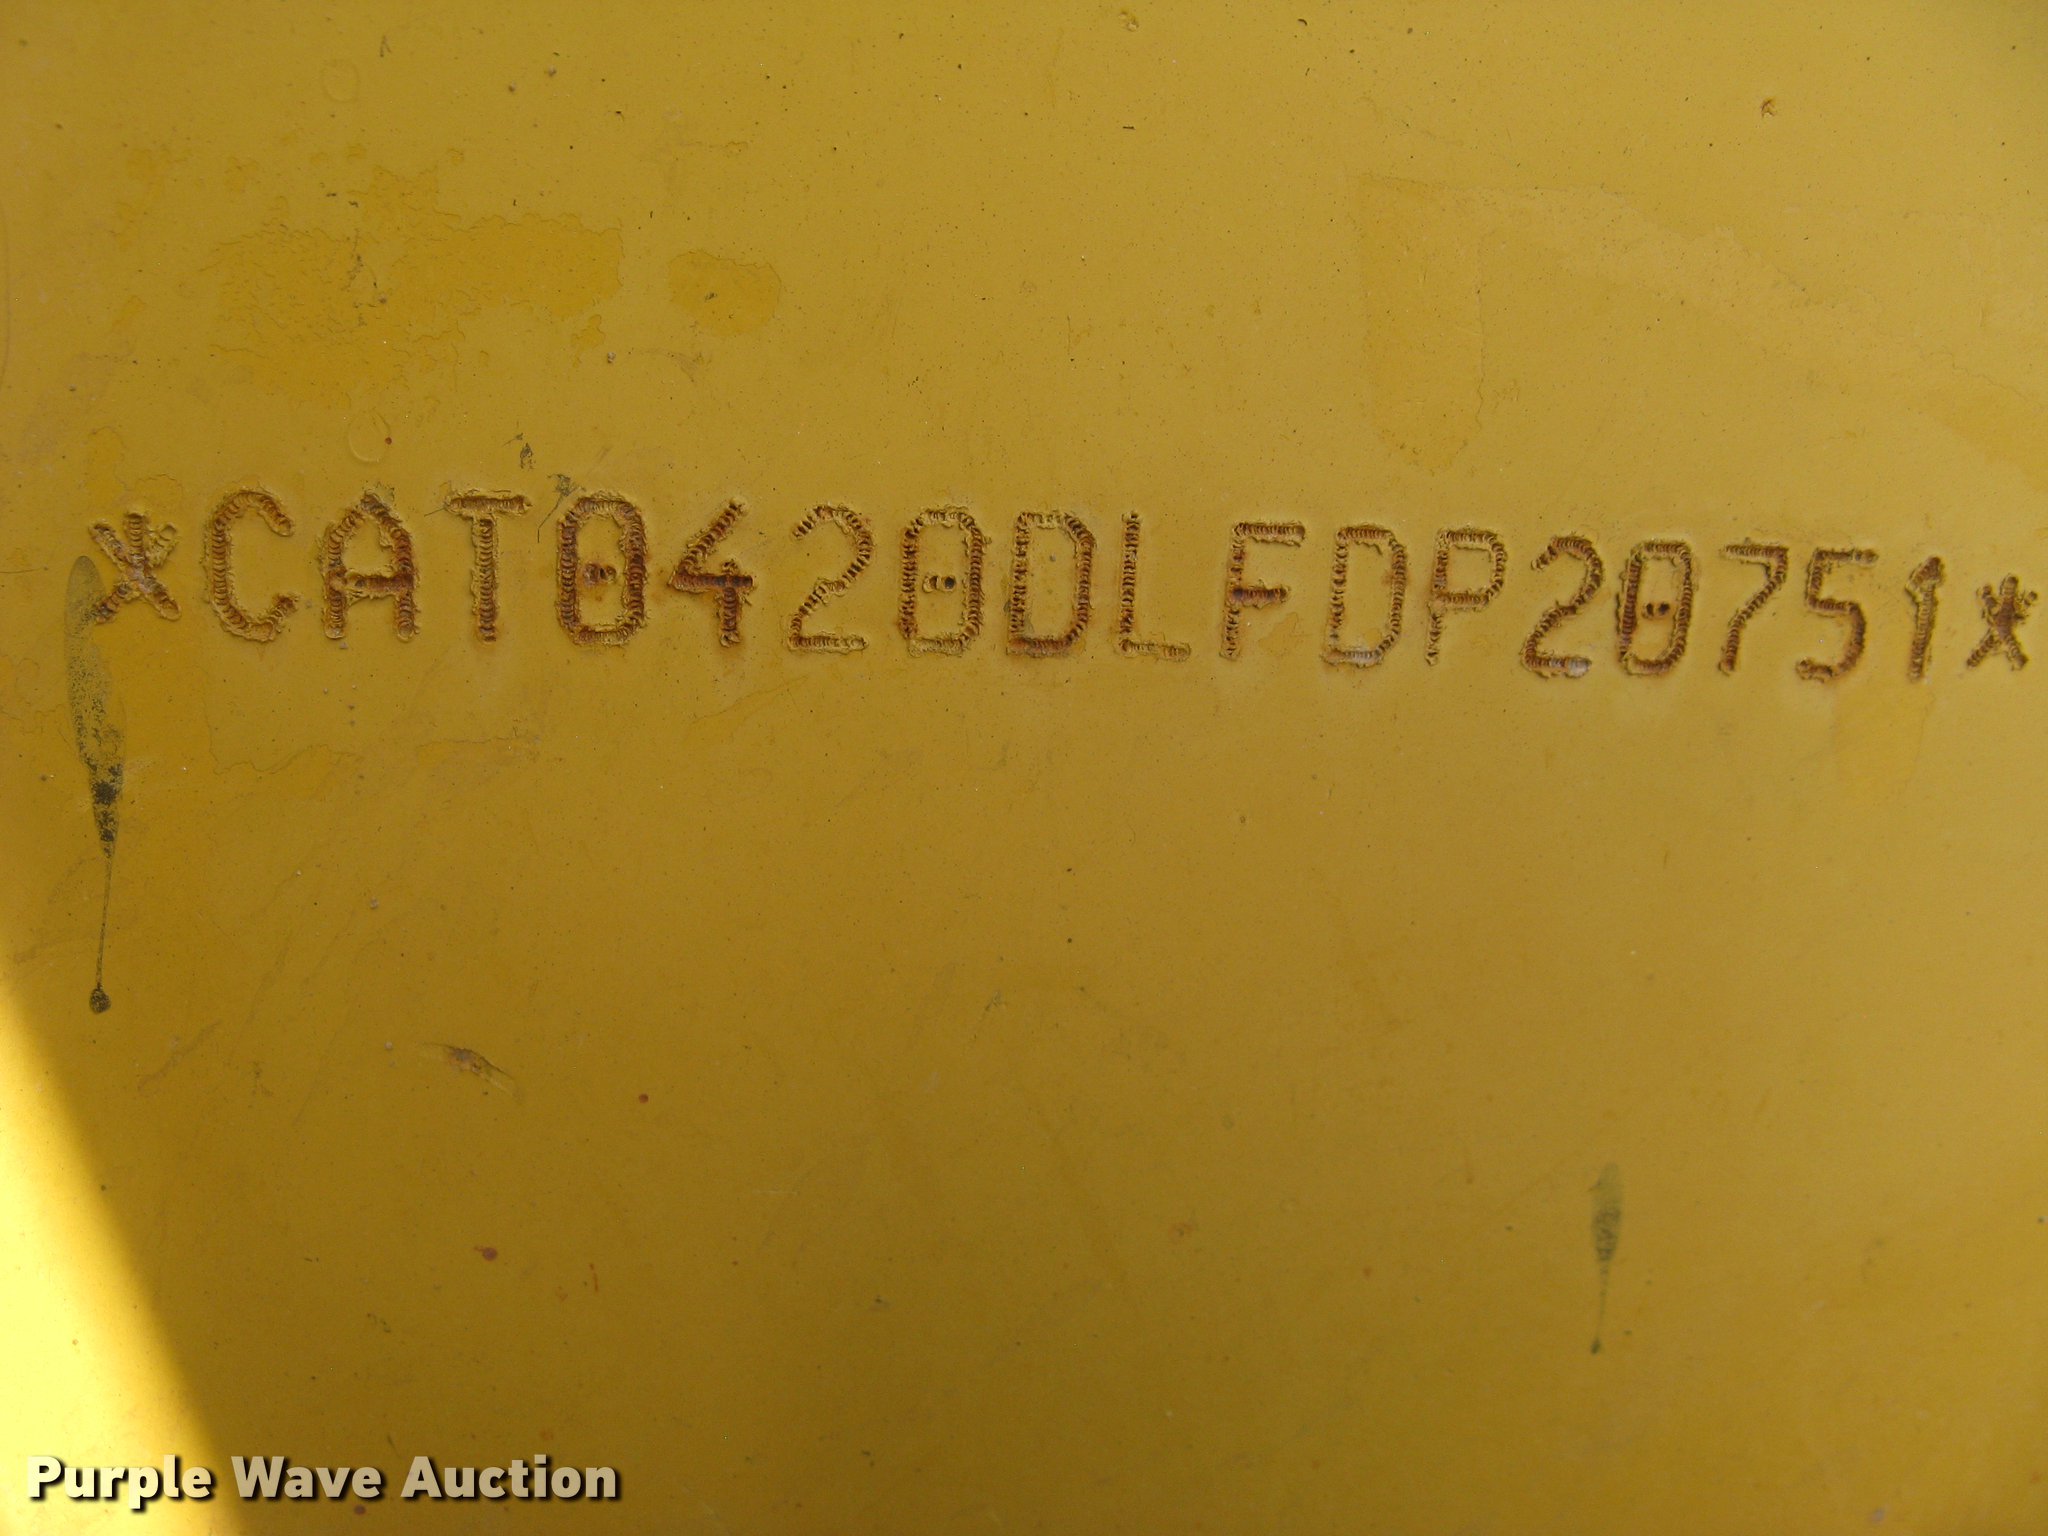 *CAT0420DLFDP20751*
Purple Wave Auction